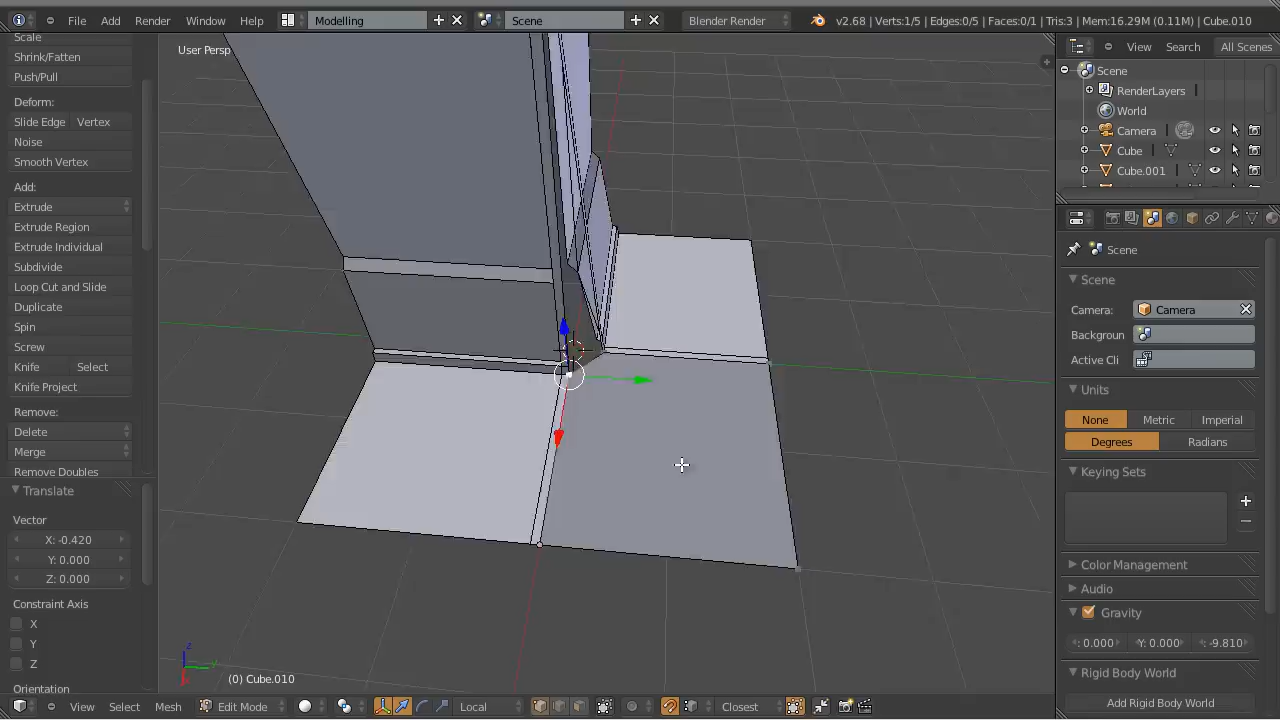 File Add Render Window Help Modelling Scene Blender Render v2.68 | Verts:1/5 | Edges:0/5 | Faces:0/1 | Tris:3 | Mem:16.29M (0.11M) | Cube.010
Scale
Shrink/Fatten
Push/Pull
Deform:
Slide Edge Vertex
Noise
Smooth Vertex
Add:
Extrude
Extrude Region
Extrude Individual
Subdivide
Loop Cut and Slide
Duplicate
Spin
Screw
Knife Select
Knife Project
Remove:
Delete
Merge
Remove Doubles
Translate
Vector
X: -0.420
Y: 0.000
Z: 0.000
Constraint Axis
X
Y
Z
Orientation
User Persp
(0) Cube.010
View Select Mesh Edit Mode Local Closest
View Search All Scenes
Scene
RenderLayers
World
Camera
Cube
Cube.001
Scene
Scene
Camera: Camera
Backgroun
Active Cli
Units
None Metric Imperial
Degrees Radians
Keying Sets
Color Management
Audio
Gravity
: 0.000 Y: 0.000 : -9.810
Rigid Body World
Add Rigid Body World